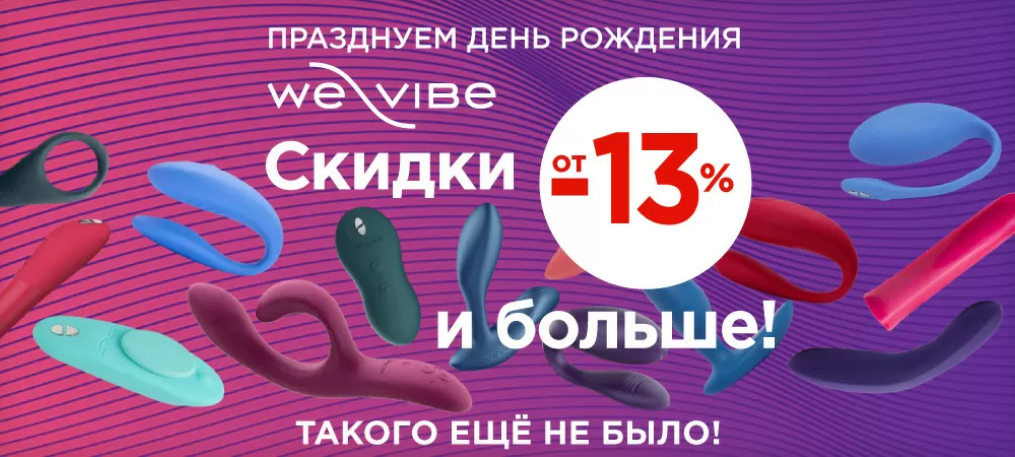 ПРАЗДНУЕМ ДЕНЬ РОЖДЕНИЯ
we vibe
Скидки от -13%
и больше!
ТАКОГО ЕЩЁ НЕ БЫЛО!